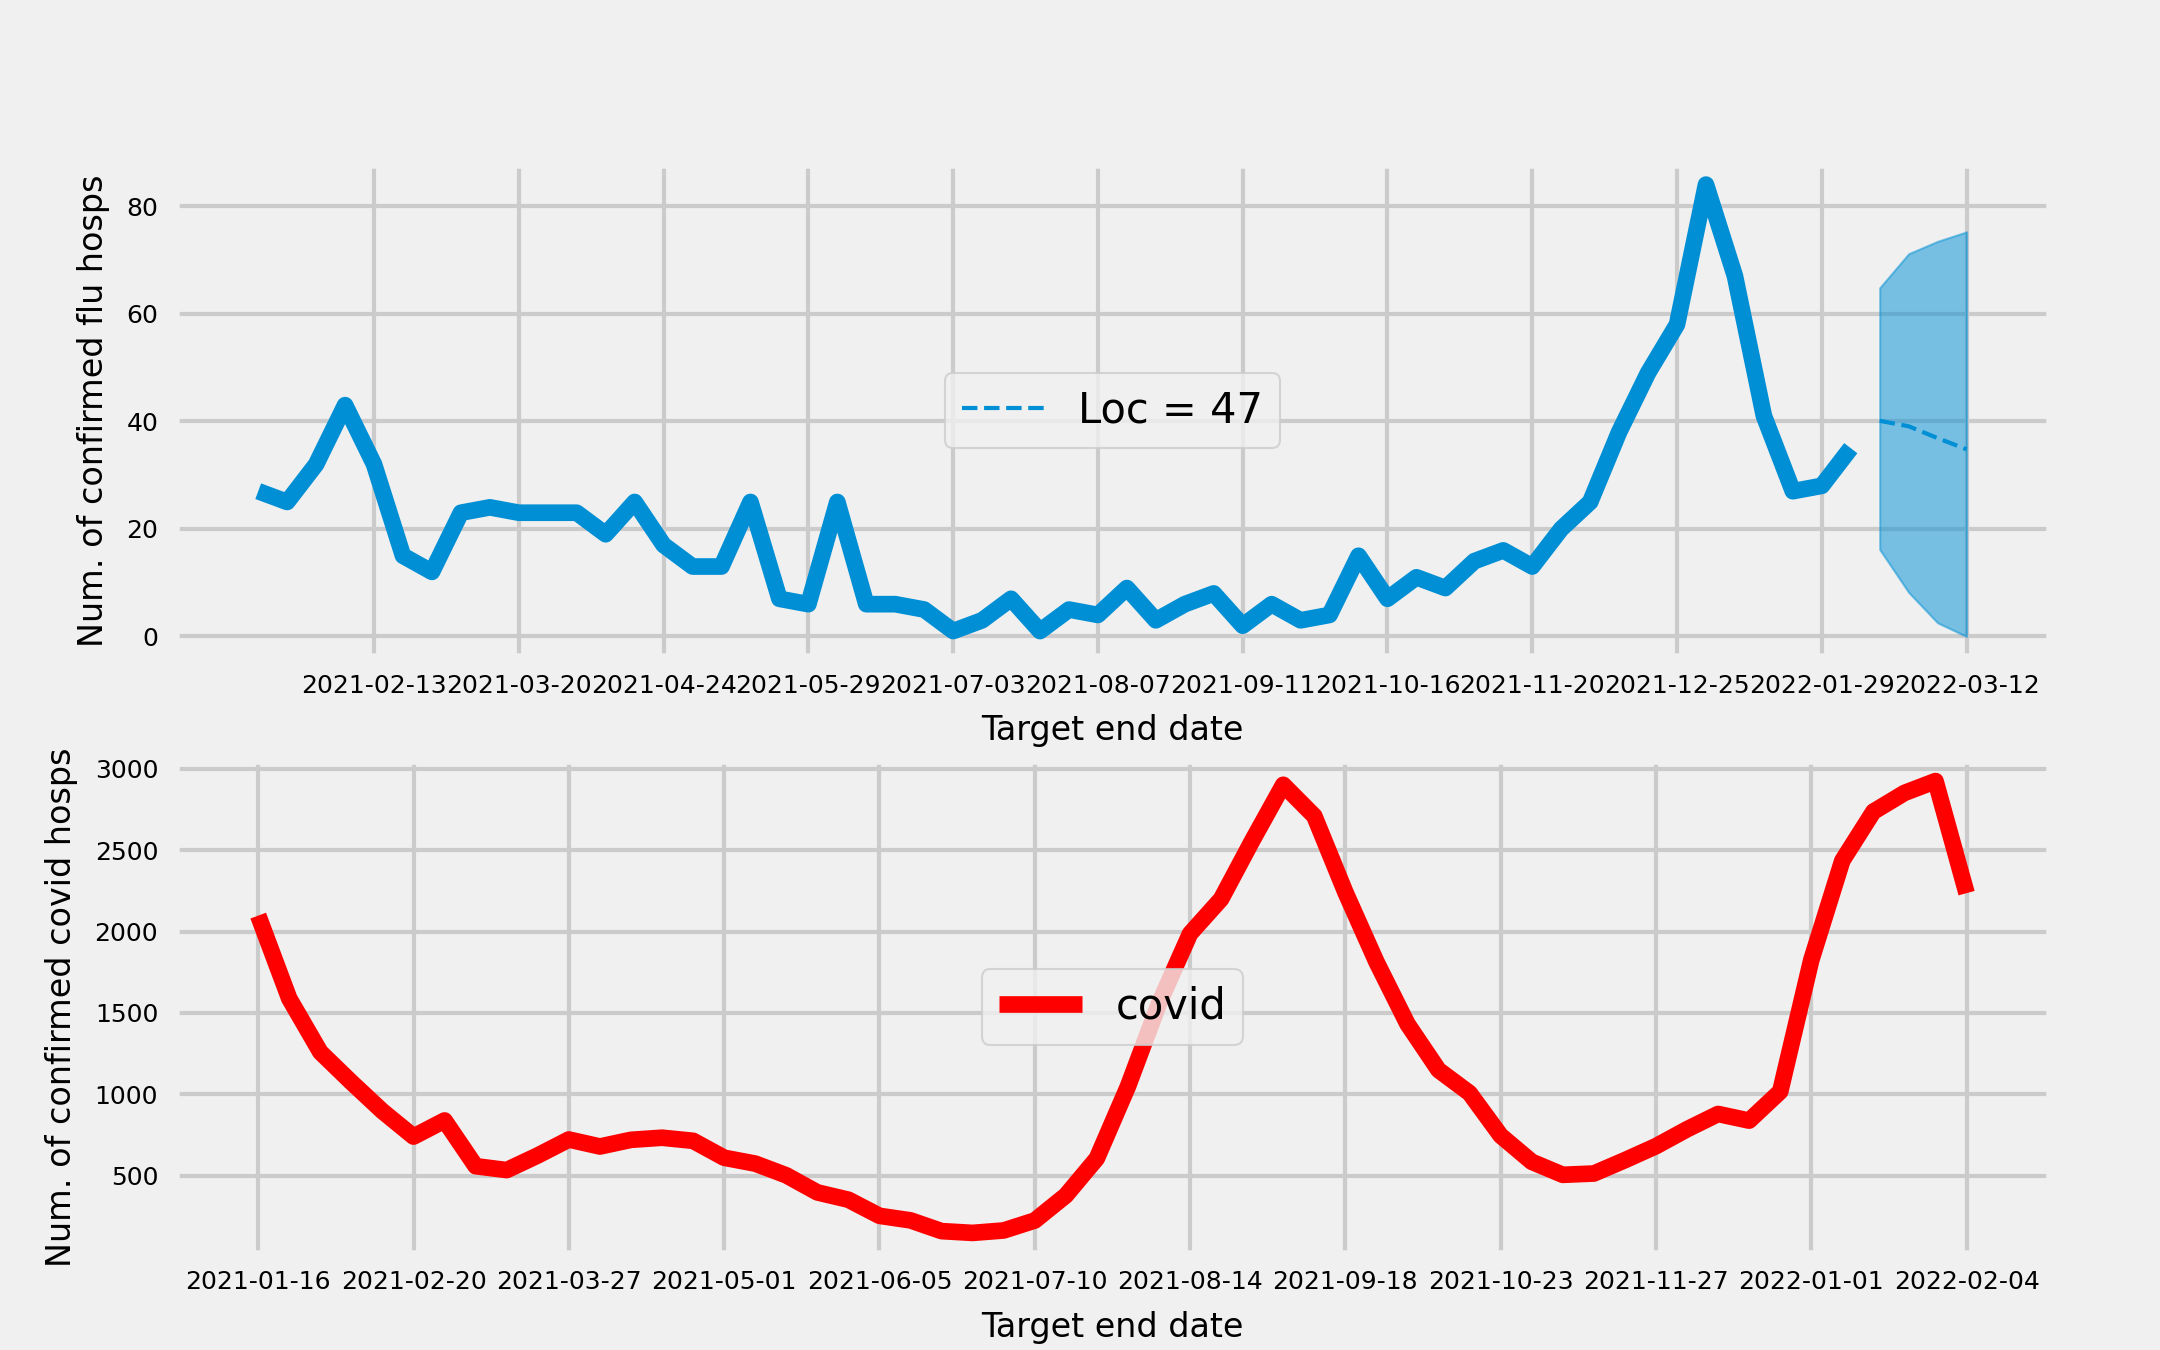 Num. of confirmed flu hosps
80
60
40
20
0
Loc = 47
2021-02-13 2021-03-20 2021-04-24 2021-05-29 2021-07-03 2021-08-07 2021-09-11 2021-10-16 2021-11-20 2021-12-25 2022-01-29 2022-03-12
Target end date
Num. of confirmed covid hosps
3000
2500
2000
1500
1000
500
covid
2021-01-16 2021-02-20 2021-03-27 2021-05-01 2021-06-05 2021-07-10 2021-08-14 2021-09-18 2021-10-23 2021-11-27 2022-01-01 2022-02-04
Target end date